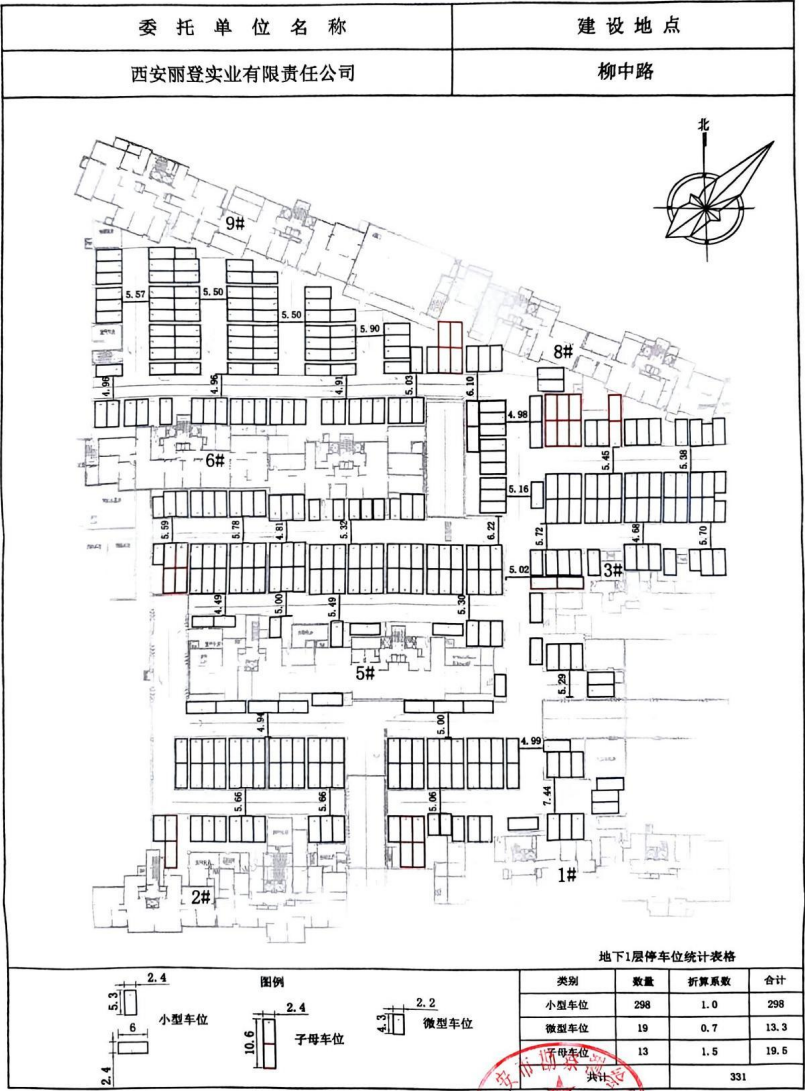 委托单位名称 建设地点
西安丽登实业有限责任公司 柳中路
北
9#
5.57 5.50
5.50
5.90
8#
4.96 4.96 4.91 5.03 6.10
4.98
6#
5.45 5.38
5.16
5.59 5.78 4.81 5.32 6.22 5.72 4.68 5.70
5.02
3#
4.49 5.00 5.49 5.30
5#
5.29
4.94 5.00
4.99
5.66 5.66 5.06 7.44
2# 1#
地下1层停车位统计表格
图例
2.4
5.3
小型车位
6
2.4
2.4
10.6
子母车位
2.2
4.3
微型车位
类别 数量 折算系数 合计
小型车位 298 1.0 298
微型车位 19 0.7 13.3
子母车位 13 1.5 19.5
共计 331
安市勘察测